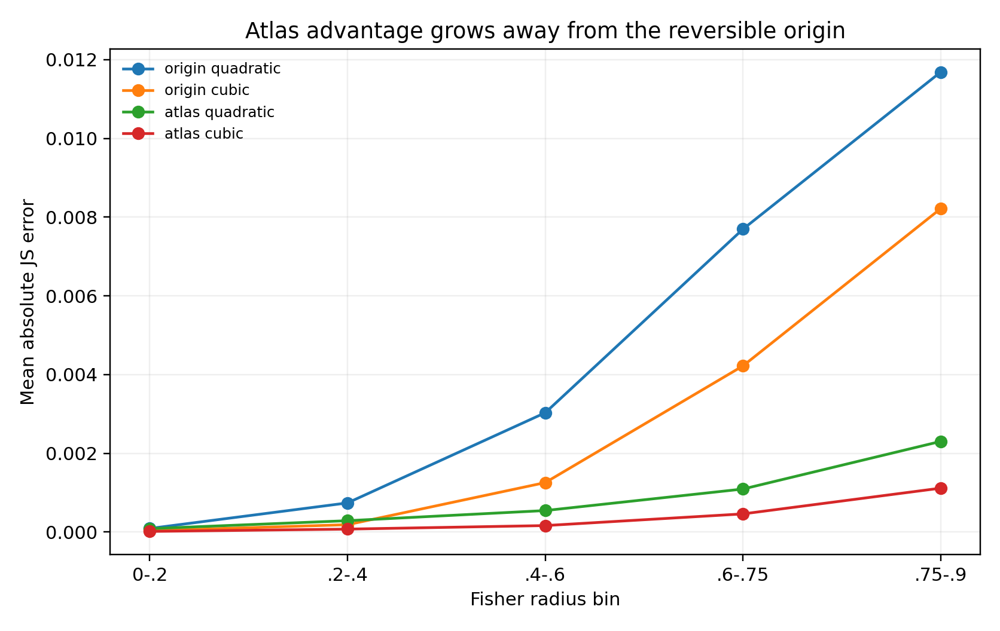 Atlas advantage grows away from the reversible origin
0.012
0.010
0.008
0.006
0.004
0.002
0.000
Mean absolute JS error
origin quadratic
origin cubic
atlas quadratic
atlas cubic
0-.2
.2-.4
.4-.6
.6-.75
.75-.9
Fisher radius bin